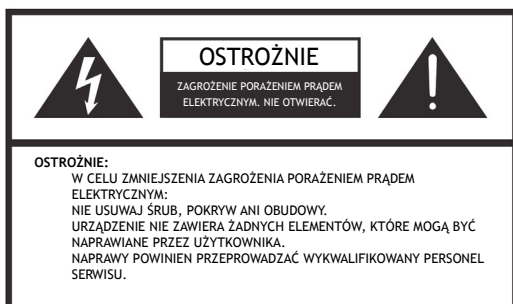 OSTROŻNIE
ZAGROŻENIE PORAŻENIEM PRĄDEM
ELEKTRYCZNYM. NIE OTWIERAĆ.
OSTROŻNIE:
W CELU ZMNIEJSZENIA ZAGROŻENIA PORAŻENIEM PRĄDEM
ELEKTRYCZNYM:
NIE USUWAJ ŚRUB, POKRYW ANI OBUDOWY.
URZĄDZENIE NIE ZAWIERA ŻADNYCH ELEMENTÓW, KTÓRE MOGĄ BYĆ
NAPRAWIANE PRZEZ UŻYTKOWNIKA.
NAPRAWY POWINIEN PRZEPROWADZAĆ WYKWALIFIKOWANY PERSONEL
SERWISU.